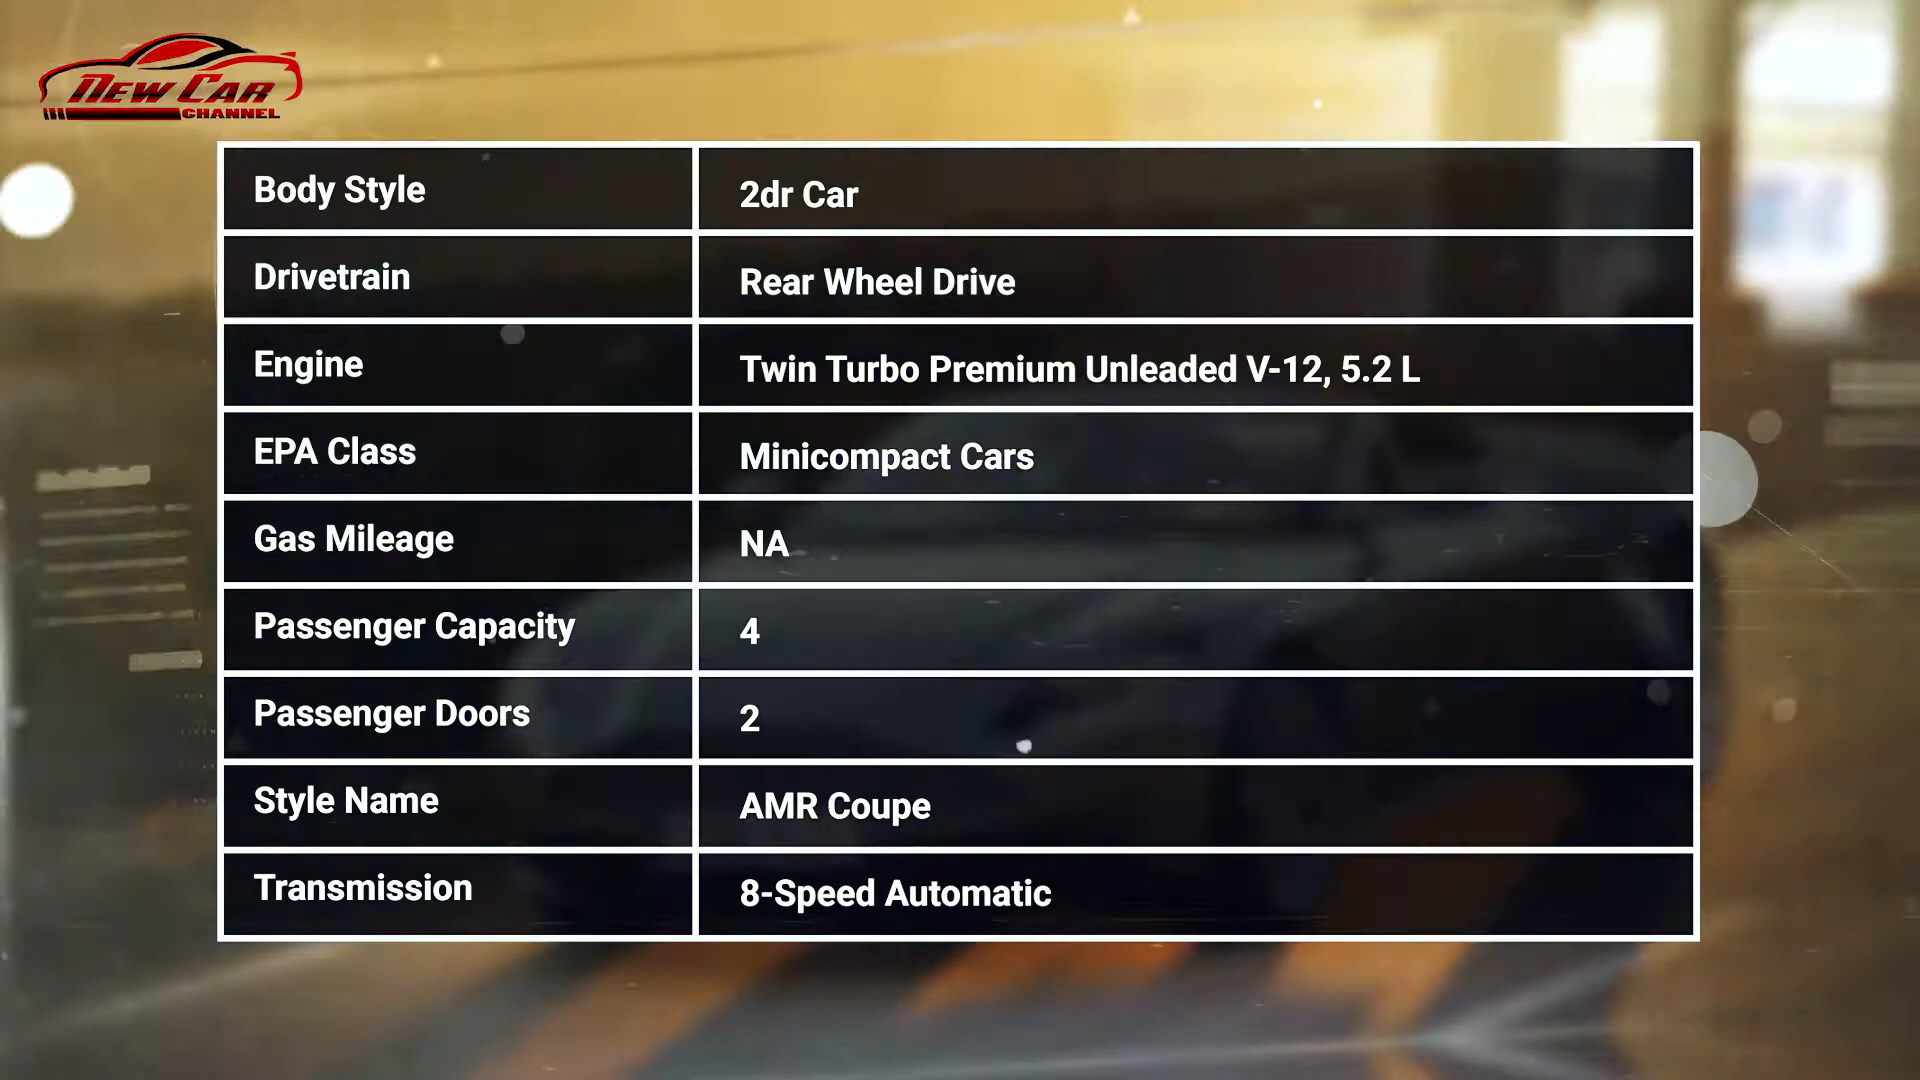 NEW CAR
CHANNEL
Body Style 2dr Car
Drivetrain Rear Wheel Drive
Engine Twin Turbo Premium Unleaded V-12, 5.2 L
EPA Class Minicompact Cars
Gas Mileage NA
Passenger Capacity 4
Passenger Doors 2
Style Name AMR Coupe
Transmission 8-Speed Automatic